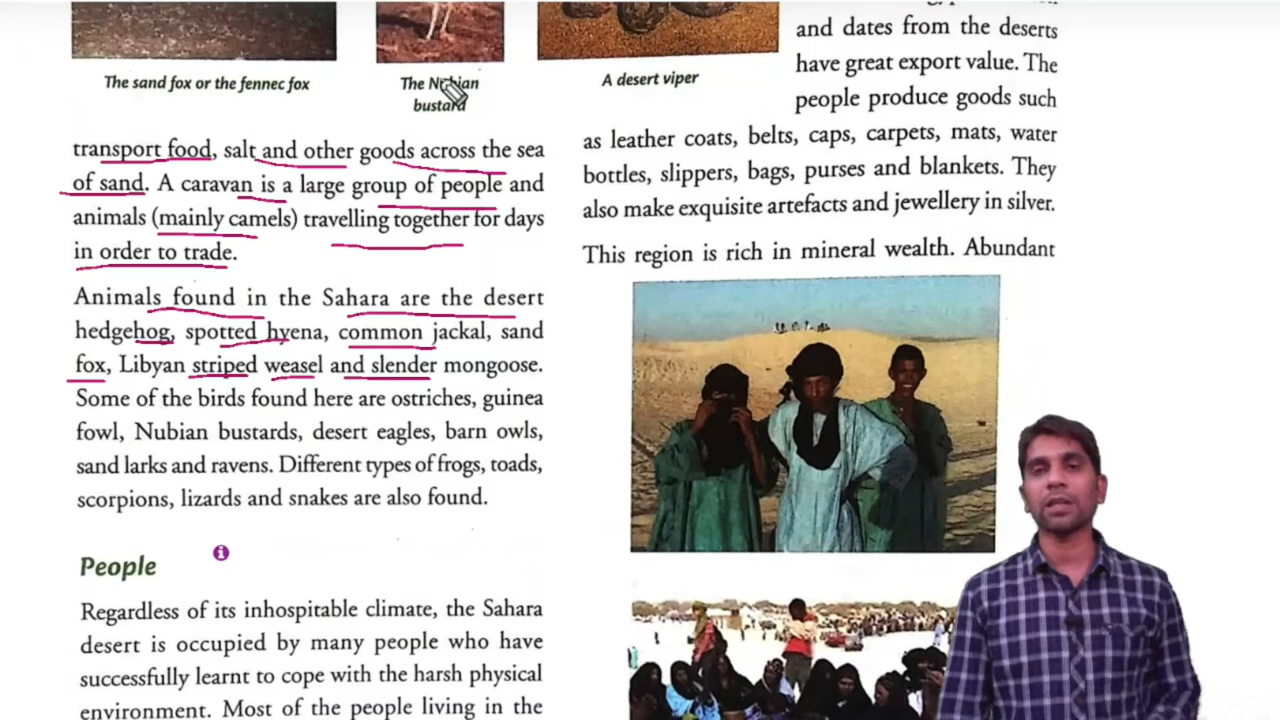 The sand fox or the fennec fox
The Nubian
bustard
A desert viper
transport food, salt and other goods across the sea
of sand. A caravan is a large group of people and
animals (mainly camels) travelling together for days
in order to trade.
Animals found in the Sahara are the desert
hedgehog, spotted hyena, common jackal, sand
fox, Libyan striped weasel and slender mongoose.
Some of the birds found here are ostriches, guinea
fowl, Nubian bustards, desert eagles, barn owls,
sand larks and ravens. Different types of frogs, toads,
scorpions, lizards and snakes are also found.
People
Regardless of its inhospitable climate, the Sahara
desert is occupied by many people who have
successfully learnt to cope with the harsh physical
environment. Most of the people living in the
and dates from the deserts
have great export value. The
people produce goods such
as leather coats, belts, caps, carpets, mats, water
bottles, slippers, bags, purses and blankets. They
also make exquisite artefacts and jewellery in silver.
This region is rich in mineral wealth. Abundant